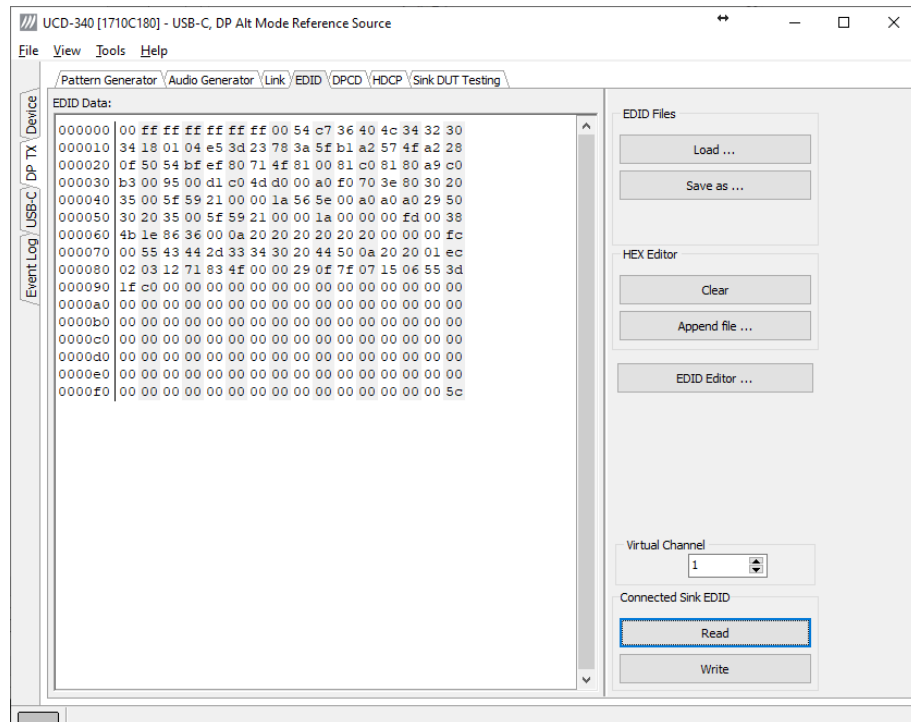 UCD-340 [1710C180] - USB-C, DP Alt Mode Reference Source
File View Tools Help
Pattern Generator Audio Generator Link EDID DPCD HDCP Sink DUT Testing
Device
DP TX
USB-C
Event Log
EDID Data:
000000 00 ff ff ff ff ff ff 00 54 c7 36 40 4c 34 32 30
000010 34 18 01 04 e5 3d 23 78 3a 5f b1 a2 57 4f a2 28
000020 0f 50 54 bf ef 80 71 4f 81 00 81 c0 81 80 a9 c0
000030 b3 00 95 00 d1 c0 4d d0 00 a0 f0 70 3e 80 30 20
000040 35 00 5f 59 21 00 00 1a 56 5e 00 a0 a0 a0 29 50
000050 30 20 35 00 5f 59 21 00 00 1a 00 00 00 fd 00 38
000060 4b 1e 86 36 00 0a 20 20 20 20 20 20 00 00 00 fc
000070 00 55 43 44 2d 33 34 30 20 44 50 0a 20 20 01 ec
000080 02 03 12 71 83 4f 00 00 29 0f 7f 07 15 06 55 3d
000090 1f c0 00 00 00 00 00 00 00 00 00 00 00 00 00 00
0000a0 00 00 00 00 00 00 00 00 00 00 00 00 00 00 00 00
0000b0 00 00 00 00 00 00 00 00 00 00 00 00 00 00 00 00
0000c0 00 00 00 00 00 00 00 00 00 00 00 00 00 00 00 00
0000d0 00 00 00 00 00 00 00 00 00 00 00 00 00 00 00 00
0000e0 00 00 00 00 00 00 00 00 00 00 00 00 00 00 00 00
0000f0 00 00 00 00 00 00 00 00 00 00 00 00 00 00 00 5c
EDID Files
Load ...
Save as ...
HEX Editor
Clear
Append file ...
EDID Editor ...
Virtual Channel
1
Connected Sink EDID
Read
Write